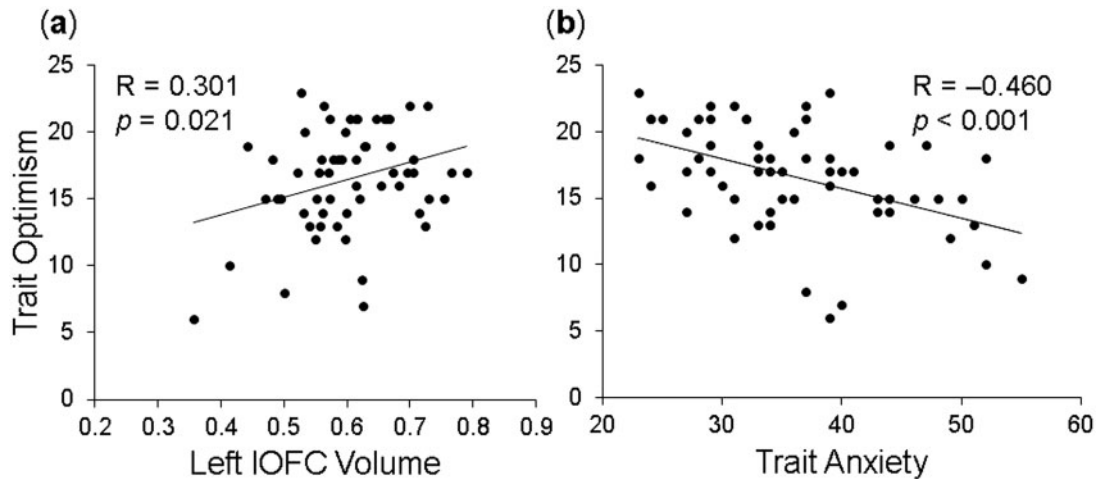 (a)
R = 0.301
p = 0.021
Trait Optimism
25
20
15
10
5
0
0.2 0.3 0.4 0.5 0.6 0.7 0.8 0.9
Left lOFC Volume
(b)
R = –0.460
p < 0.001
25
20
15
10
5
0
20 30 40 50 60
Trait Anxiety